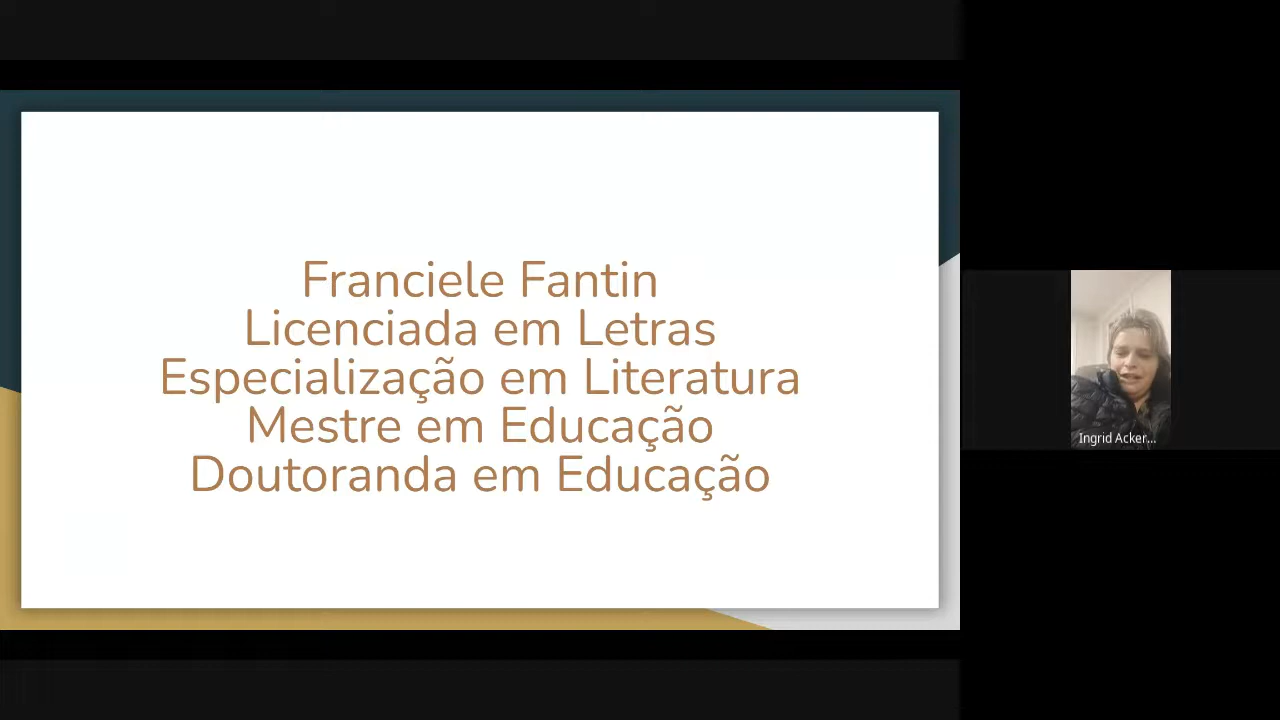 Franciele Fantin
Licenciada em Letras
Especialização em Literatura
Mestre em Educação
Doutoranda em Educação
Ingrid Acker...